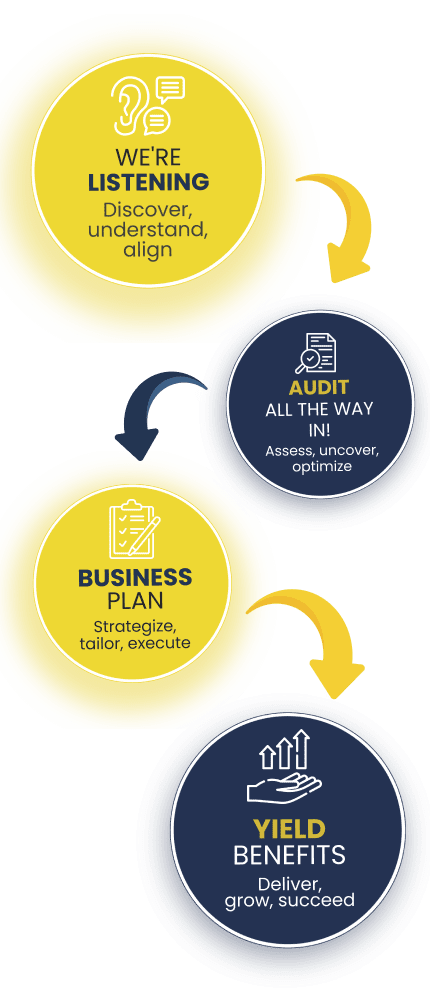 WE'RE
LISTENING
Discover,
understand,
align
AUDIT
ALL THE WAY
IN!
Assess, uncover,
optimize
BUSINESS
PLAN
Strategize,
tailor, execute
YIELD
BENEFITS
Deliver,
grow, succeed